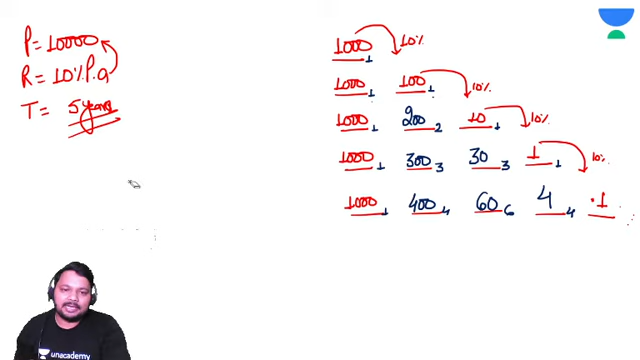 P = 10000
R = 10% P.a
T = 5 years
1000 1 10%
1000 1 100 1 10%
1000 1 200 2 10 1 10%
1000 1 300 3 30 3 1 1 10%
1000 1 400 4 60 6 4 4 .1
unacademy